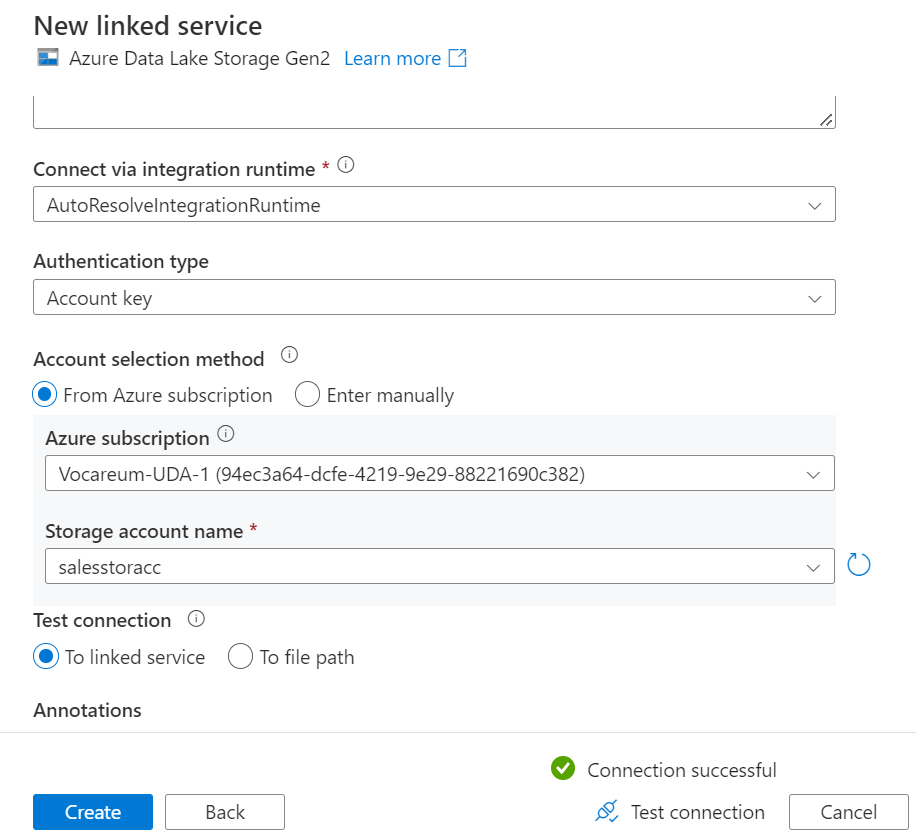 New linked service
Azure Data Lake Storage Gen2 Learn more
Connect via integration runtime *
AutoResolveIntegrationRuntime
Authentication type
Account key
Account selection method
From Azure subscription Enter manually
Azure subscription
Vocareum-UDA-1 (94ec3a64-dcfe-4219-9e29-88221690c382)
Storage account name *
salesstoracc
Test connection
To linked service To file path
Annotations
Connection successful
Create Back Test connection Cancel